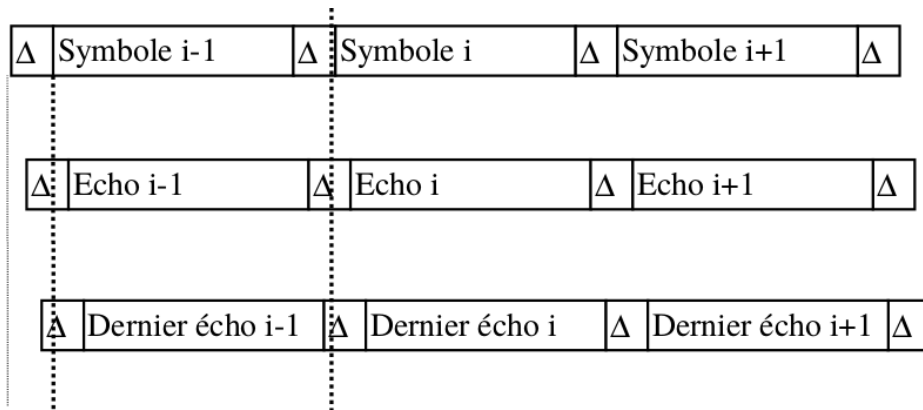 Δ Symbole i-1 Δ Symbole i Δ Symbole i+1 Δ
Δ Echo i-1 Δ Echo i Δ Echo i+1 Δ
Δ Dernier écho i-1 Δ Dernier écho i Δ Dernier écho i+1 Δ